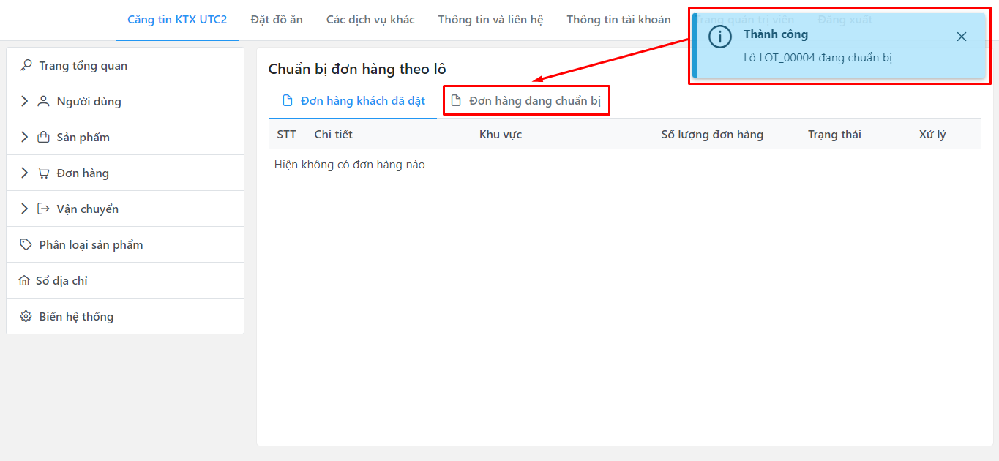 Căng tin KTX UTC2 Đặt đồ ăn Các dịch vụ khác Thông tin và liên hệ Thông tin tài khoản Trang quản trị viên Đăng xuất
Thành công
Lô LOT_00004 đang chuẩn bị
Trang tổng quan
Người dùng
Sản phẩm
Đơn hàng
Vận chuyển
Phân loại sản phẩm
Sổ địa chỉ
Biến hệ thống
Chuẩn bị đơn hàng theo lô
Đơn hàng khách đã đặt Đơn hàng đang chuẩn bị
STT Chi tiết Khu vực Số lượng đơn hàng Trạng thái Xử lý
Hiện không có đơn hàng nào